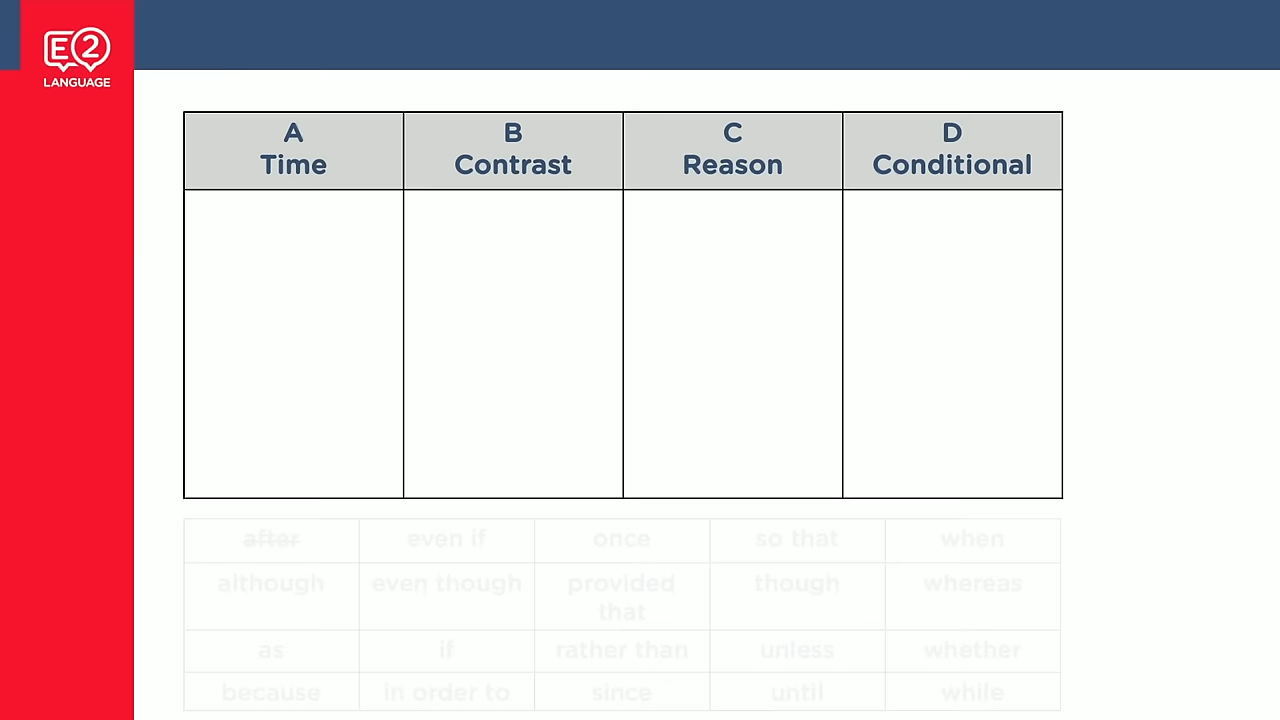 E2
LANGUAGE
A B C D
Time Contrast Reason Conditional
after even if once so that when
although even though provided though whereas
that
as if rather than unless whether
because in order to since until while